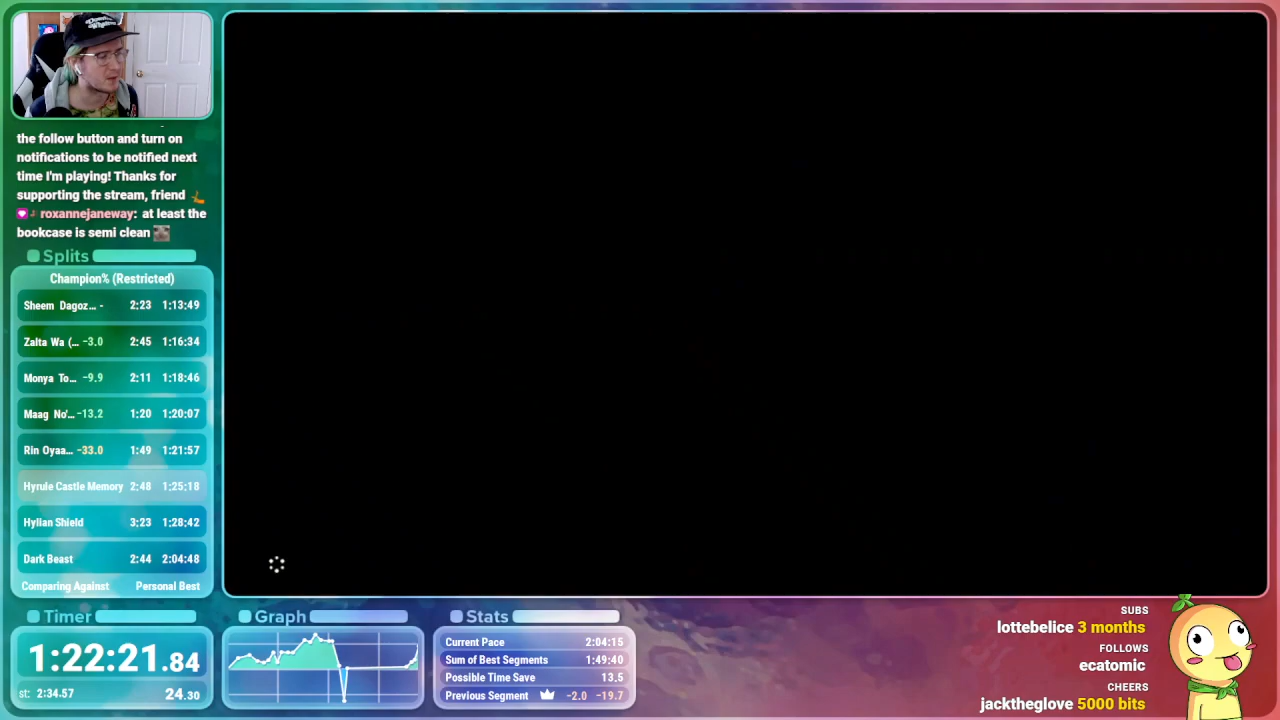 the follow button and turn on
notifications to be notified next
time I'm playing! Thanks for
supporting the stream, friend
roxannejaneway: at least the
bookcase is semi clean
Splits
Champion% (Restricted)
Sheem Dagoz... - 2:23 1:13:49
Zalta Wa (... -3.0 2:45 1:16:34
Monya To... -9.9 2:11 1:18:46
Maag No'... -13.2 1:20 1:20:07
Rin Oyaa... -33.0 1:49 1:21:57
Hyrule Castle Memory 2:48 1:25:18
Hylian Shield 3:23 1:28:42
Dark Beast 2:44 2:04:48
Comparing Against Personal Best
Timer
1:22:21.84
st: 2:34.57 24.30
Graph
Stats
Current Pace 2:04:15
Sum of Best Segments 1:49:40
Possible Time Save 13.5
Previous Segment -2.0 -19.7
SUBS
lottebelice 3 months
FOLLOWS
ecatomic
CHEERS
jacktheglove 5000 bits